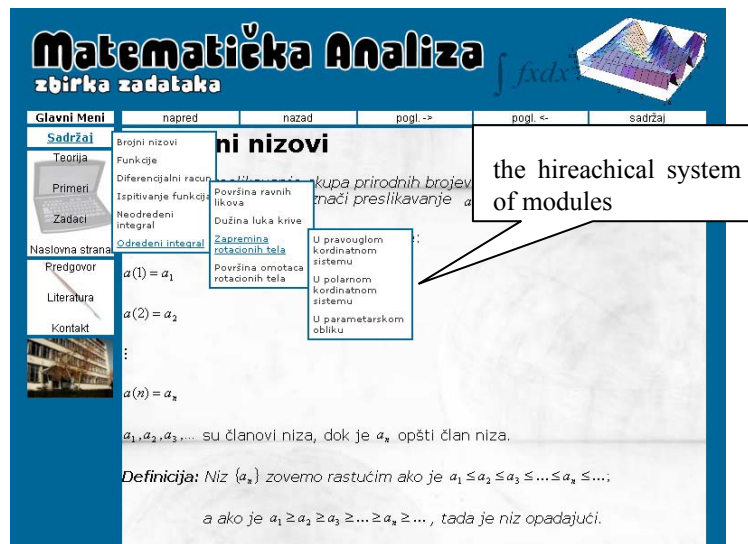 Matematička Analiza
zbirka zadataka
∫ fxdx
Glavni Meni napred nazad pogl. -> pogl. <- sadržaj
Sadržaj
Teorija
Primeri
Zadaci
Naslovna strana
Predgovor
Literatura
Kontakt
Brojni nizovi
Funkcije
Diferencijalni racun
Ispitivanje funkcija
Neodredeni
integral
Odredeni integral
Površina ravnih
likova
Dužina luka krive
Zapremina
rotacionih tela
Površina omotaca
rotacionih tela
U pravouglom
kordinatnom
sistemu
U polarnom
kordinatnom
sistemu
U parametarskom
obliku
nizovi
skupa prirodnih brojev
znači preslikavanje a
the hireachical system
of modules
a(1) = a₁
a(2) = a₂
⋮
a(n) = aₙ
a₁, a₂, a₃,... su članovi niza, dok je aₙ opšti član niza.
Definicija: Niz {aₙ} zovemo rastućim ako je a₁ ≤ a₂ ≤ a₃ ≤ ... ≤ aₙ ≤ ...;
a ako je a₁ ≥ a₂ ≥ a₃ ≥ ... ≥ aₙ ≥ ... , tada je niz opadajući.